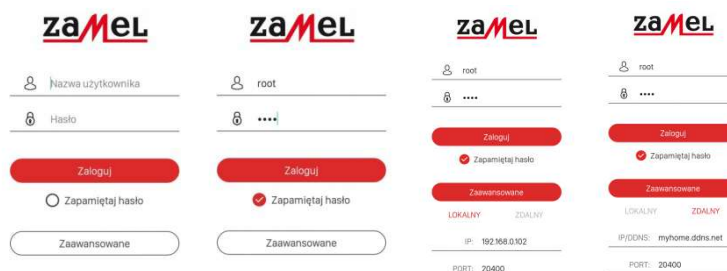 zaMeL
Nazwa użytkownika
Hasło
Zaloguj
Zapamiętaj hasło
Zaawansowane
zaMeL
root
••••
Zaloguj
Zapamiętaj hasło
Zaawansowane
zaMeL
root
••••
Zaloguj
Zapamiętaj hasło
Zaawansowane
LOKALNY ZDALNY
IP: 192.168.0.102
PORT: 20400
zaMeL
root
••••
Zaloguj
Zapamiętaj hasło
Zaawansowane
LOKALNY ZDALNY
IP/DDNS: myhome.ddns.net
PORT: 20400